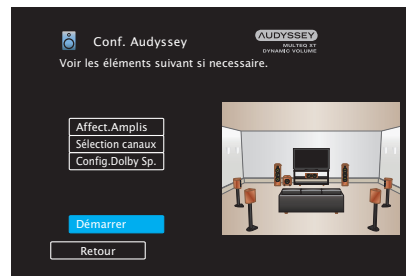 Conf. Audyssey
AUDYSSEY
MULTEQ XT
DYNAMIC VOLUME
Voir les éléments suivant si necessaire.
Affect.Amplis
Sélection canaux
Config.Dolby Sp.
Démarrer
Retour